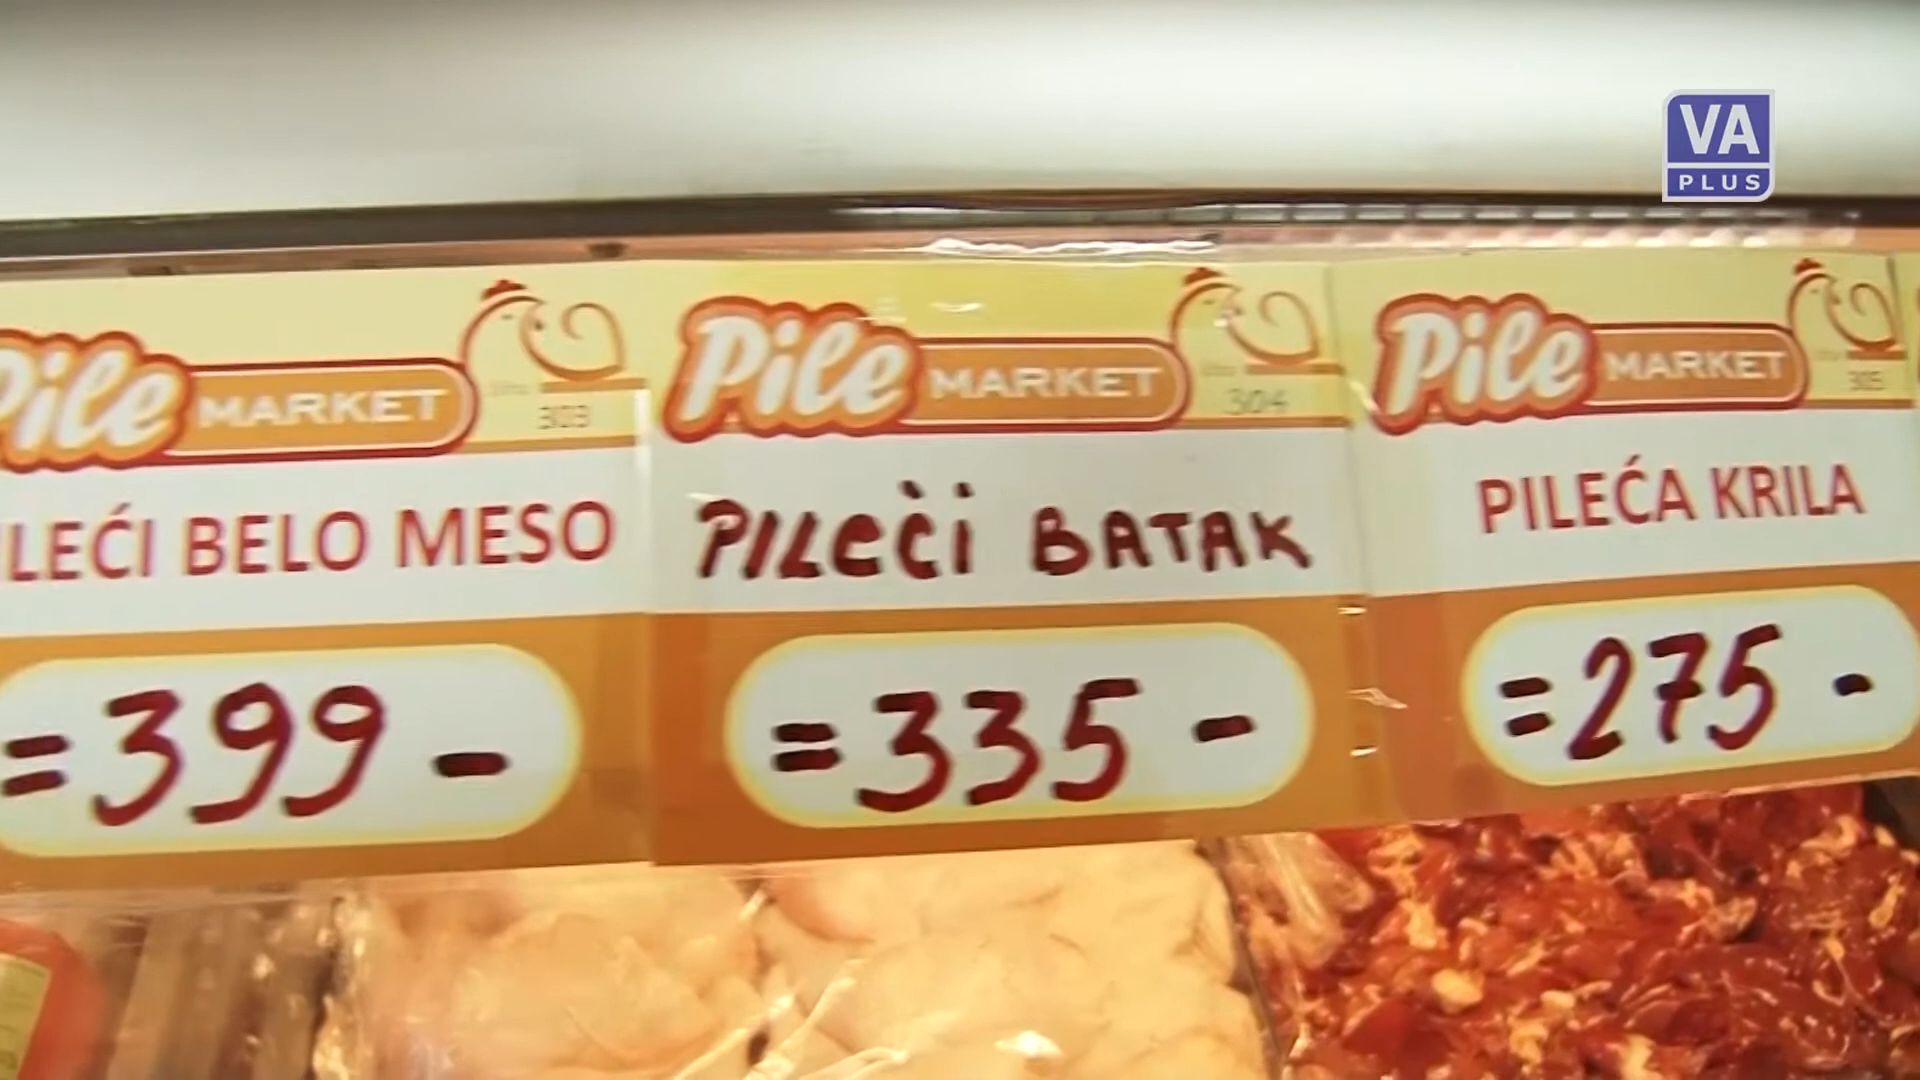 VA
PLUS
Pile MARKET
303
PILEĆI BELO MESO
=399-
Pile MARKET
304
PILEĆI BATAK
=335-
Pile MARKET
305
PILEĆA KRILA
=275-